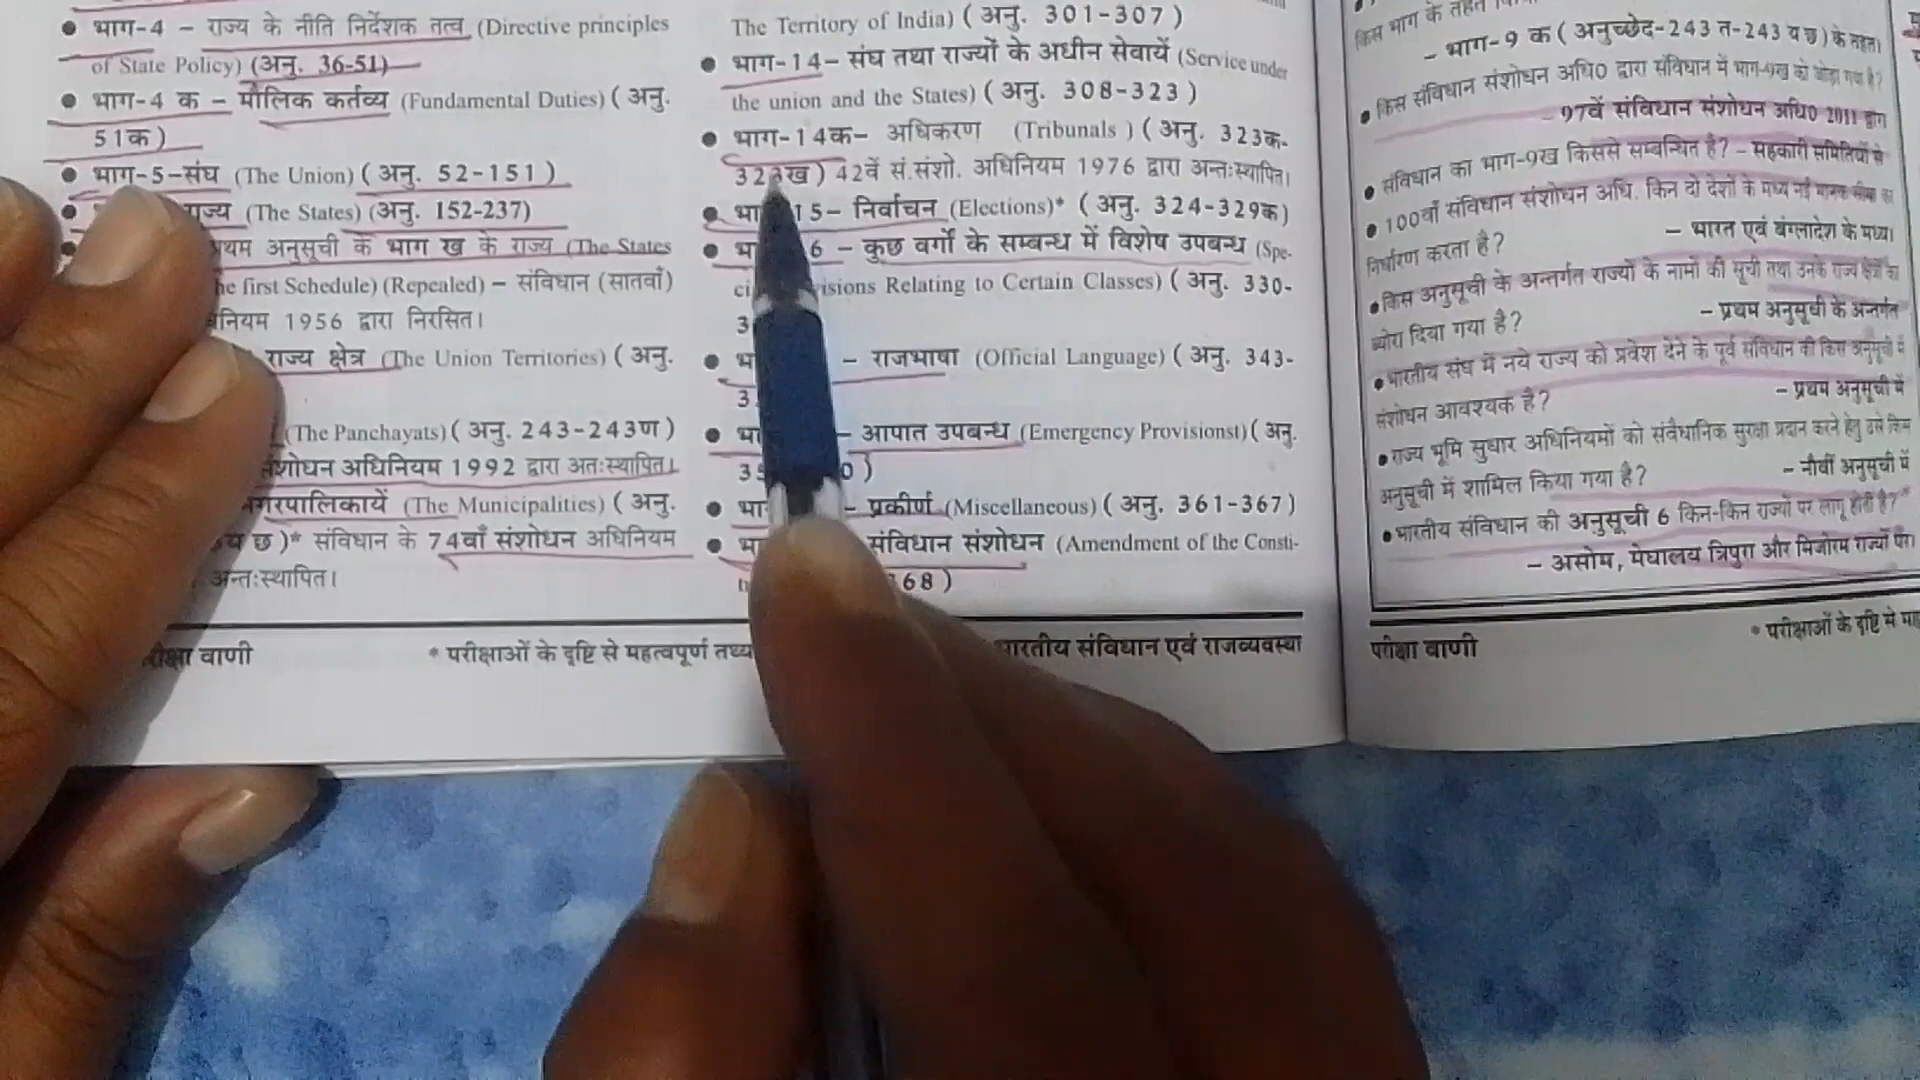 भाग-4 – राज्य के नीति निर्देशक तत्व (Directive principles
of State Policy) (अनु. 36-51)
भाग-4 क – मौलिक कर्तव्य (Fundamental Duties) ( अनु.
51क )
भाग-5-संघ (The Union) ( अनु. 52-151 )
राज्य (The States) (अनु. 152-237)
प्रथम अनुसूची के भाग ख के राज्य (The States
first Schedule) (Repealed) – संविधान (सातवाँ)
1956 द्वारा निरसित।
राज्य क्षेत्र (The Union Territories) ( अनु.
(The Panchayats) ( अनु. 243-243ण )
संशोधन अधिनियम 1992 द्वारा अतःस्थापित।
नगरपालिकायें (The Municipalities) ( अनु.
छ )* संविधान के 74वाँ संशोधन अधिनियम
अन्तःस्थापित।
वाणी
* परीक्षाओं के दृष्टि से महत्वपूर्ण तथ्य
The Territory of India) ( अनु. 301-307 )
भाग-14– संघ तथा राज्यों के अधीन सेवायें (Service under
the union and the States) ( अनु. 308-323 )
भाग-14क– अधिकरण (Tribunals ) ( अनु. 323क-
323ख) 42वें सं.संशो. अधिनियम 1976 द्वारा अन्तःस्थापित।
15– निर्वाचन (Elections)* ( अनु. 324-329क)
6 – कुछ वर्गों के सम्बन्ध में विशेष उपबन्ध (Spe-
Relating to Certain Classes) ( अनु. 330-
– राजभाषा (Official Language) ( अनु. 343-
– आपात उपबन्ध (Emergency Provisionst) ( अनु.
– प्रकीर्ण (Miscellaneous) ( अनु. 361-367 )
संविधान संशोधन (Amendment of the Consti-
68 )
भारतीय संविधान एवं राजव्यवस्था
किस भाग के तहत
– भाग-9 क ( अनुच्छेद-243 त-243 य छ ) के तहत।
किस संविधान संशोधन अधि0 द्वारा संविधान में भाग-9ख को जोड़ा गया है?
– 97वें संविधान संशोधन अधि0 2011 द्वारा
संविधान का भाग-9ख किससे सम्बन्धित है? – सहकारी समितियों से
100वाँ संविधान संशोधन अधि. किन दो देशों के मध्य नई
निर्धारण करता है? – भारत एवं बंग्लादेश के मध्य।
किस अनुसूची के अन्तर्गत राज्यों के नामों की सूची तथा उनके राज्य क्षेत्रों का
ब्योरा दिया गया है? – प्रथम अनुसूची के अन्तर्गत
भारतीय संघ में नये राज्य को प्रवेश देने के पूर्व संविधान की किस अनुसूची में
संशोधन आवश्यक है? – प्रथम अनुसूची में
राज्य भूमि सुधार अधिनियमों को संवैधानिक सुरक्षा प्रदान करने हेतु उसे किस
अनुसूची में शामिल किया गया है? – नौवीं अनुसूची में
भारतीय संविधान की अनुसूची 6 किन-किन राज्यों पर लागू होती है?*
– असोम, मेघालय त्रिपुरा और मिजोरम राज्यों पर।
परीक्षा वाणी
* परीक्षाओं के दृष्टि से